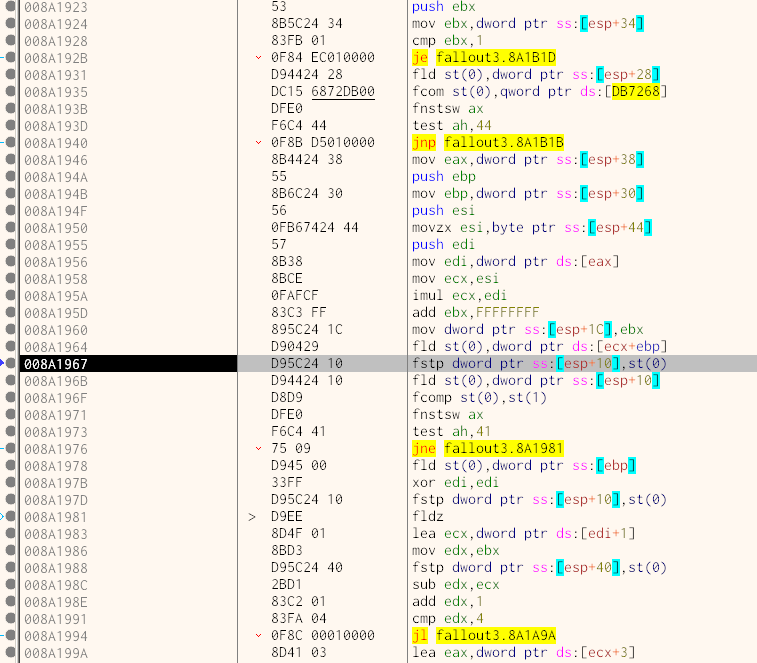 008A1923 53 push ebx
008A1924 8B5C24 34 mov ebx,dword ptr ss:[esp+34]
008A1928 83FB 01 cmp ebx,1
008A192B 0F84 EC010000 je fallout3.8A1B1D
008A1931 D94424 28 fld st(0),dword ptr ss:[esp+28]
008A1935 DC15 6872DB00 fcom st(0),qword ptr ds:[DB7268]
008A193B DFE0 fnstsw ax
008A193D F6C4 44 test ah,44
008A1940 0F8B D5010000 jnp fallout3.8A1B1B
008A1946 8B4424 38 mov eax,dword ptr ss:[esp+38]
008A194A 55 push ebp
008A194B 8B6C24 30 mov ebp,dword ptr ss:[esp+30]
008A194F 56 push esi
008A1950 0FB67424 44 movzx esi,byte ptr ss:[esp+44]
008A1955 57 push edi
008A1956 8B38 mov edi,dword ptr ds:[eax]
008A1958 8BCE mov ecx,esi
008A195A 0FAFCF imul ecx,edi
008A195D 83C3 FF add ebx,FFFFFFFF
008A1960 895C24 1C mov dword ptr ss:[esp+1C],ebx
008A1964 D90429 fld st(0),dword ptr ds:[ecx+ebp]
008A1967 D95C24 10 fstp dword ptr ss:[esp+10],st(0)
008A196B D94424 10 fld st(0),dword ptr ss:[esp+10]
008A196F D8D9 fcomp st(0),st(1)
008A1971 DFE0 fnstsw ax
008A1973 F6C4 41 test ah,41
008A1976 75 09 jne fallout3.8A1981
008A1978 D945 00 fld st(0),dword ptr ss:[ebp]
008A197B 33FF xor edi,edi
008A197D D95C24 10 fstp dword ptr ss:[esp+10],st(0)
008A1981 > D9EE fldz
008A1983 8D4F 01 lea ecx,dword ptr ds:[edi+1]
008A1986 8BD3 mov edx,ebx
008A1988 D95C24 40 fstp dword ptr ss:[esp+40],st(0)
008A198C 2BD1 sub edx,ecx
008A198E 83C2 01 add edx,1
008A1991 83FA 04 cmp edx,4
008A1994 0F8C 00010000 jl fallout3.8A1A9A
008A199A 8D41 03 lea eax,dword ptr ds:[ecx+3]